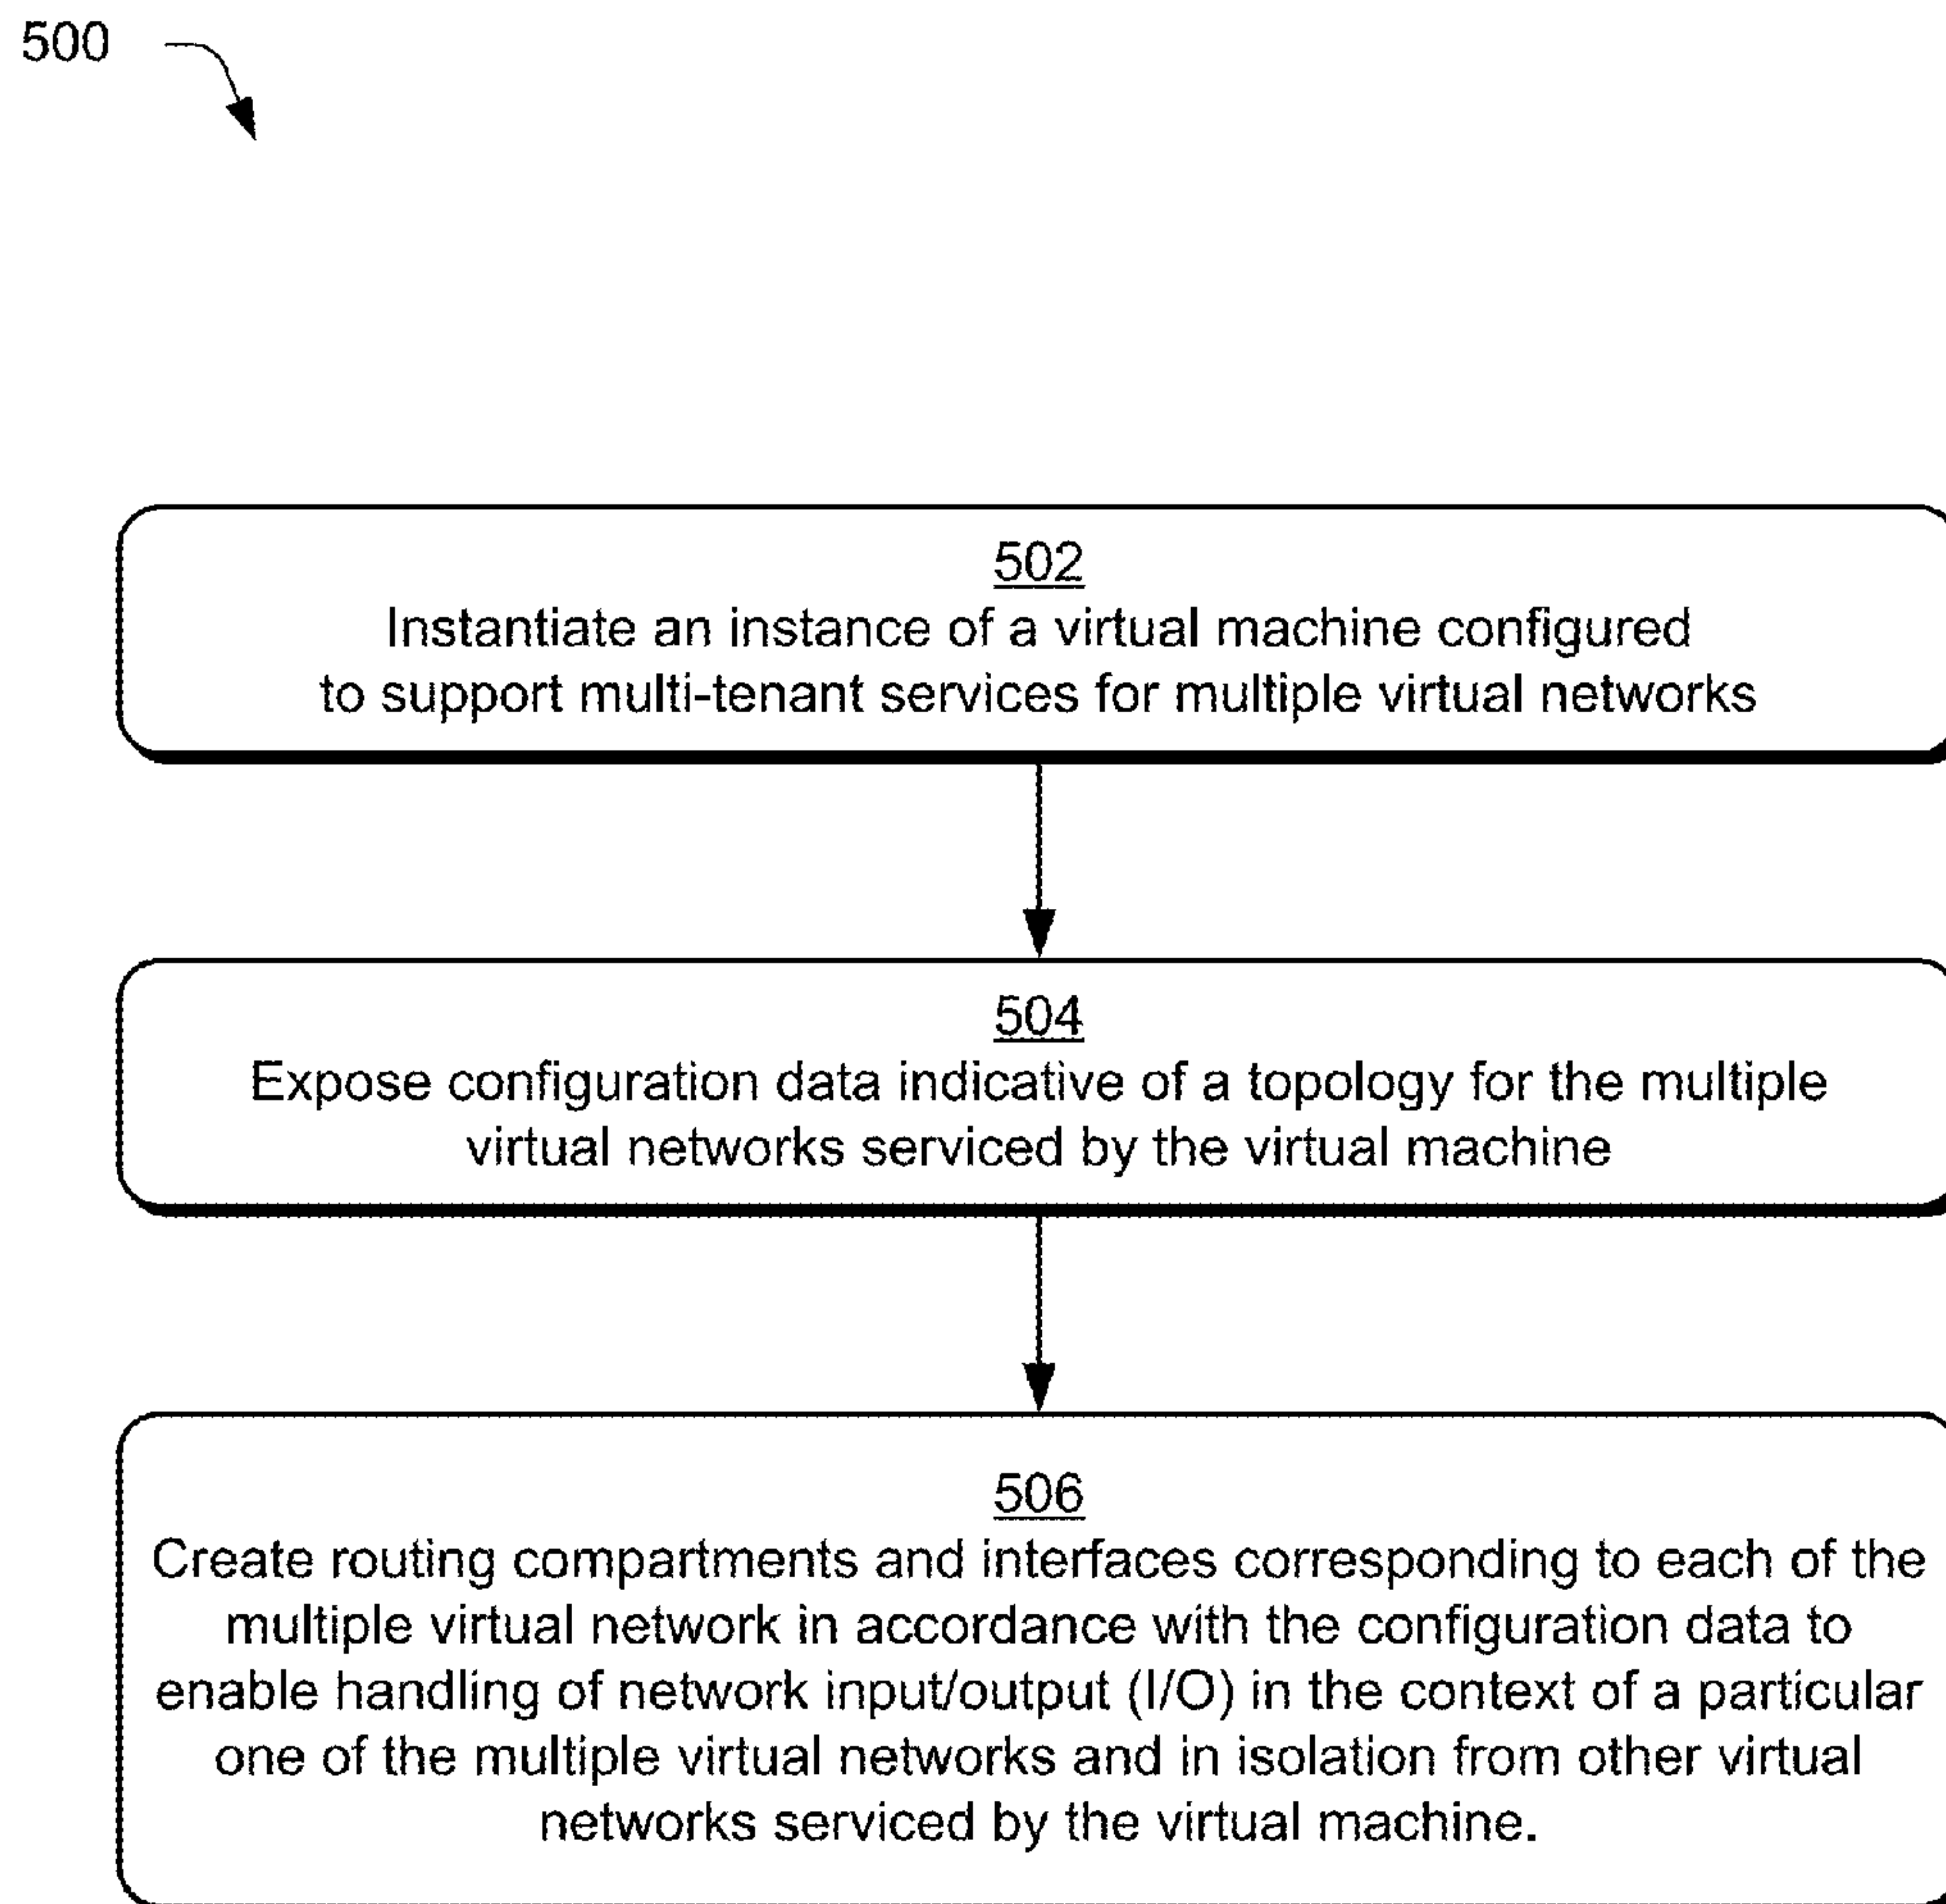 500
502
Instantiate an instance of a virtual machine configured
to support multi-tenant services for multiple virtual networks
504
Expose configuration data indicative of a topology for the multiple
virtual networks serviced by the virtual machine
506
Create routing compartments and interfaces corresponding to each of the
multiple virtual network in accordance with the configuration data to
enable handling of network input/output (I/O) in the context of a particular
one of the multiple virtual networks and in isolation from other virtual
networks serviced by the virtual machine.